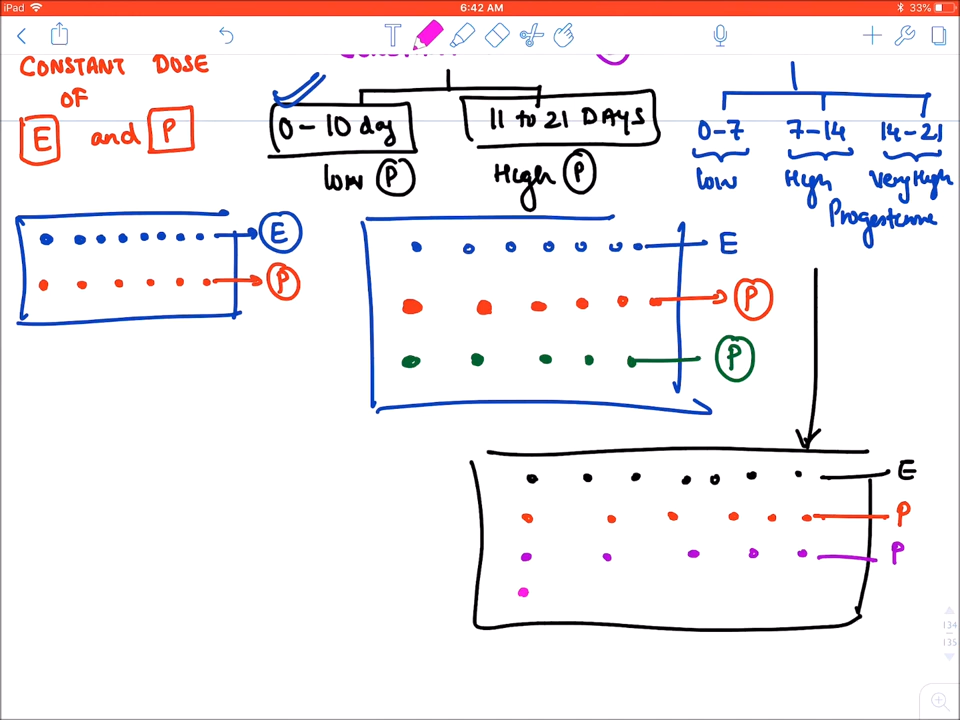 iPad
6:42 AM
33%
T
CONSTANT DOSE
OF
E and P
0-10 day
low P
11 to 21 DAYS
High P
0-7 7-14 14-21
low High Very High
Progesterone
E
P
E
P
P
E
P
P
134
135